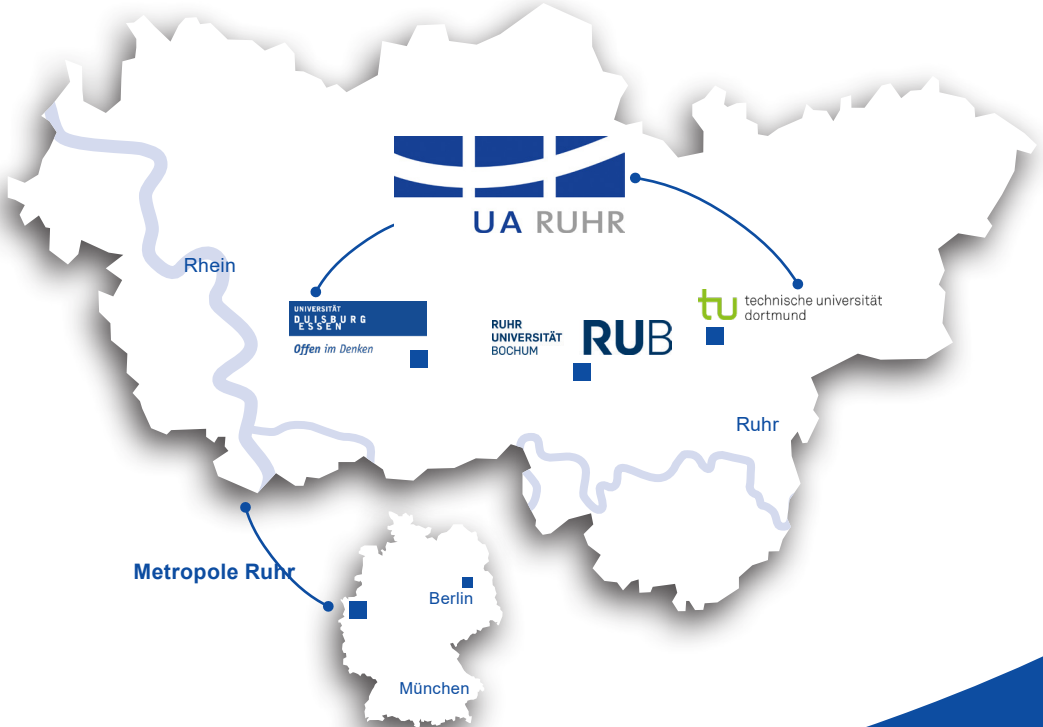 UA RUHR
Rhein
UNIVERSITÄT
DUISBURG
ESSEN
Offen im Denken
RUHR
UNIVERSITÄT
BOCHUM
RUB
tu technische universität
dortmund
Ruhr
Metropole Ruhr
Berlin
München